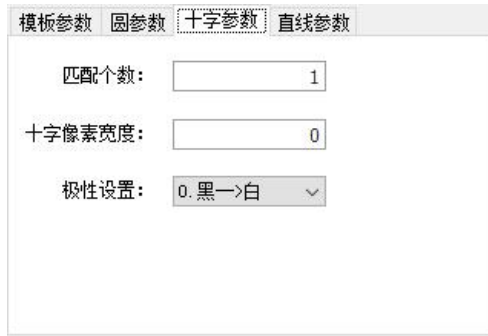 模板参数 圆参数 十字参数 直线参数
匹配个数： 1
十字像素宽度： 0
极性设置： 0.黑一>白